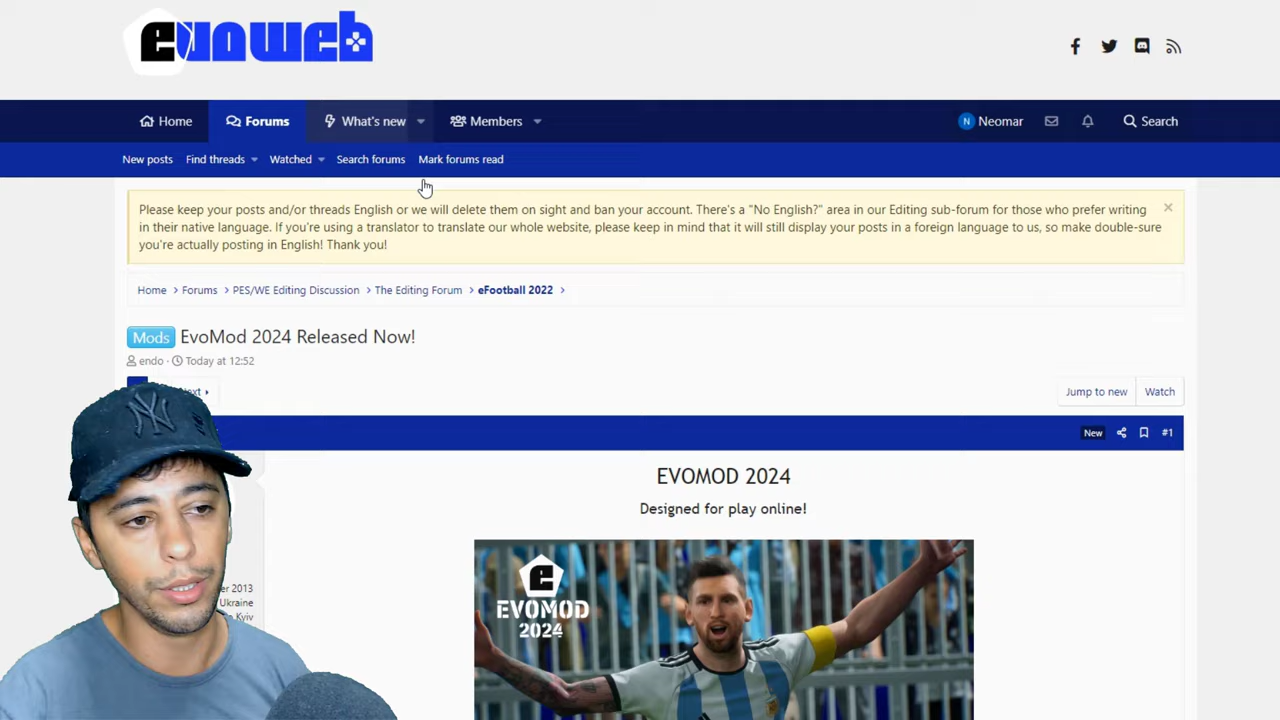 evoweb
Home
Forums
What's new
Members
Neomar
Search
New posts
Find threads
Watched
Search forums
Mark forums read
Please keep your posts and/or threads English or we will delete them on sight and ban your account. There's a "No English?" area in our Editing sub-forum for those who prefer writing
in their native language. If you're using a translator to translate our whole website, please keep in mind that it will still display your posts in a foreign language to us, so make double-sure
you're actually posting in English! Thank you!
Home > Forums > PES/WE Editing Discussion > The Editing Forum > eFootball 2022 >
Mods EvoMod 2024 Released Now!
endo · Today at 12:52
Jump to new
Watch
New
#1
EVOMOD 2024
Designed for play online!
e
EVOMOD
2024
2013
Ukraine
Kyiv
NY